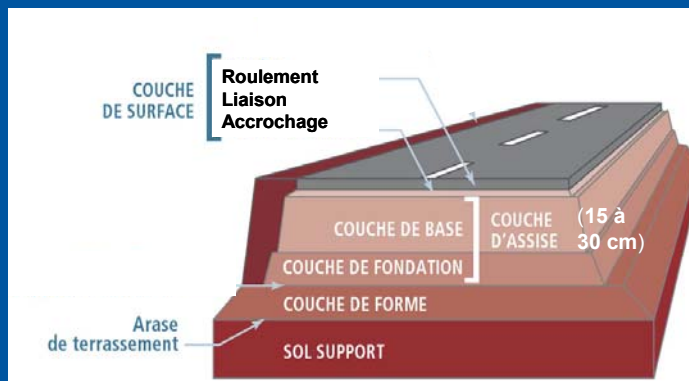 COUCHE
DE SURFACE
Roulement
Liaison
Accrochage
COUCHE DE BASE
COUCHE
D'ASSISE
(15 à
30 cm)
COUCHE DE FONDATION
COUCHE DE FORME
Arase
de terrassement
SOL SUPPORT